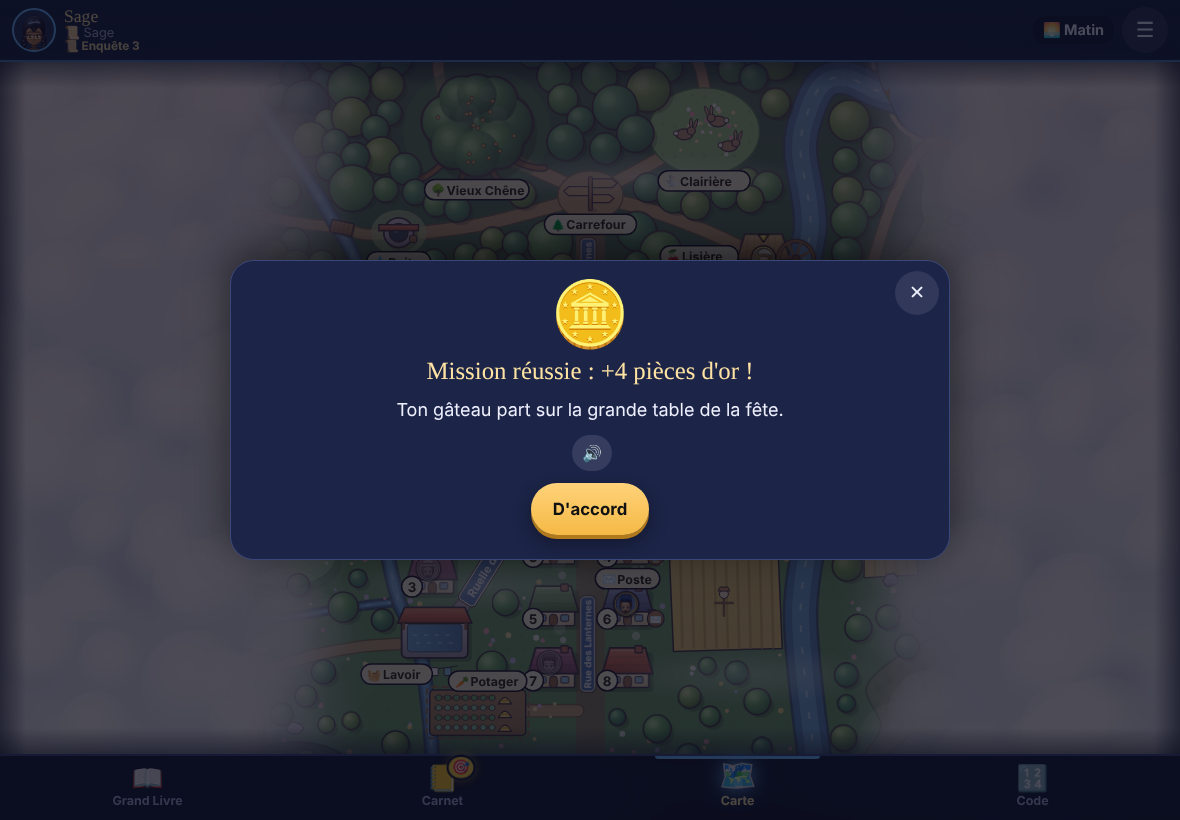 Sage
Sage
Enquête 3
Matin
Vieux Chêne
Clairière
Carrefour
Lisière
Mission réussie : +4 pièces d'or !
Ton gâteau part sur la grande table de la fête.
D'accord
3
Poste
5
6
Rue des Lanternes
Lavoir
Potager
7
8
Grand Livre
Carnet
Carte
Code